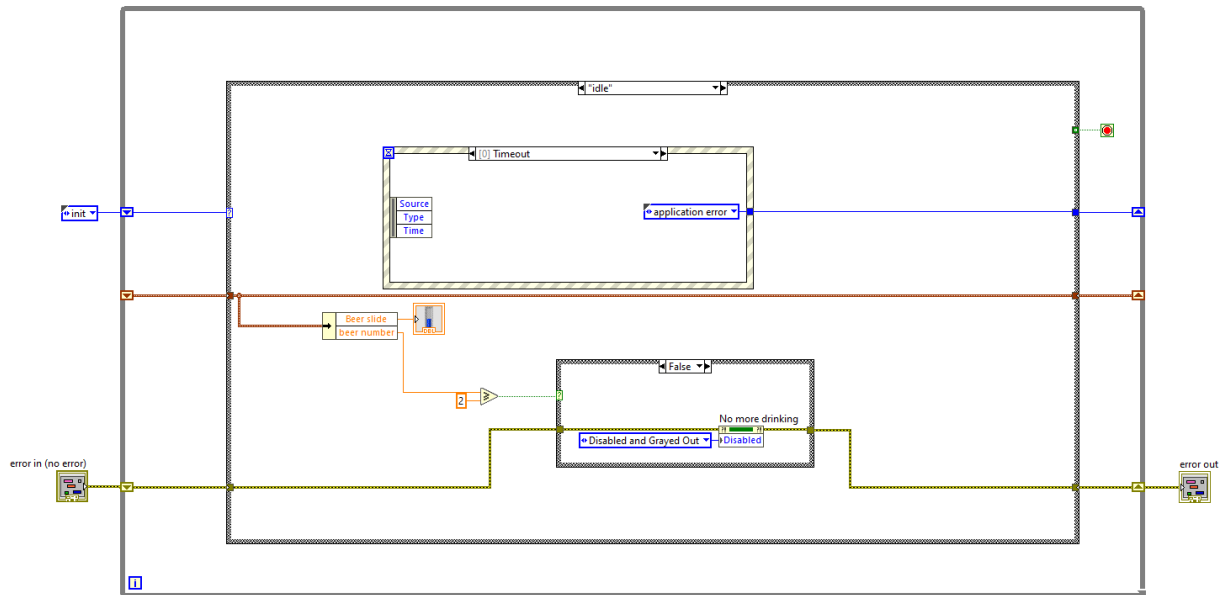 "idle"
[0] Timeout
Source
Type
Time
application error
init
Beer slide
beer number
DBL
False
2
No more drinking
Disabled and Grayed Out
Disabled
error in (no error)
error out
i